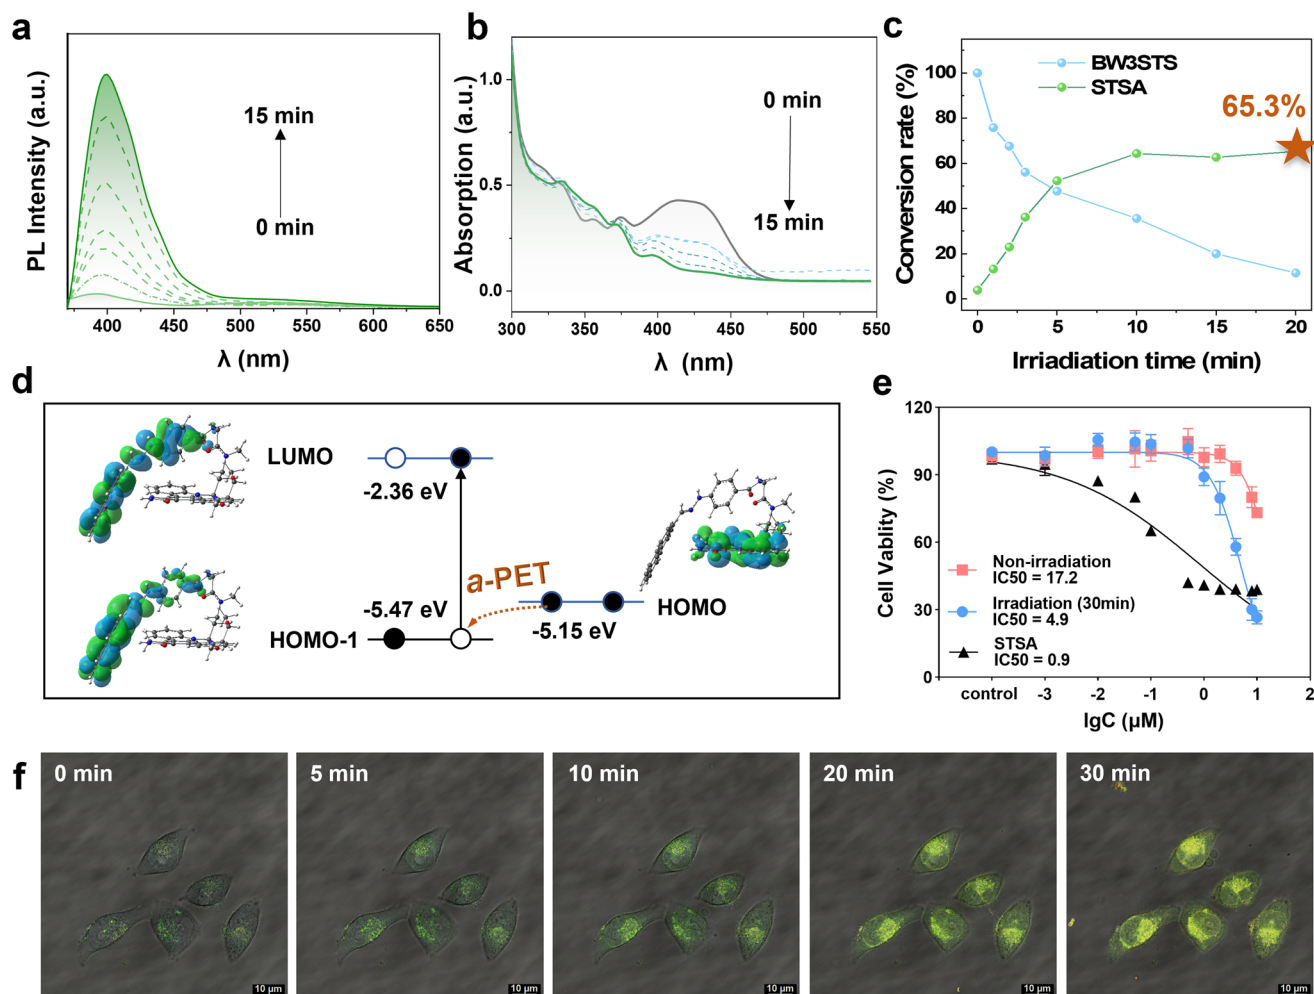 a
PL Intensity (a.u.)
15 min
0 min
400
450
500
550
600
650
λ (nm)
b
Absorption (a.u.)
1.0
0.5
0.0
0 min
15 min
300
350
400
450
500
550
λ (nm)
c
Conversion rate (%)
100
80
60
40
20
0
BW3STS
STSA
65.3%
0
5
10
15
20
Irriadiation time (min)
d
LUMO
-2.36 eV
-5.47 eV
a-PET
HOMO-1
HOMO
-5.15 eV
e
Cell Viablity (%)
120
90
60
30
0
Non-irradiation
IC50 = 17.2
Irradiation (30min)
IC50 = 4.9
STSA
IC50 = 0.9
control
-3
-2
-1
0
1
2
lgC (μM)
f
0 min
5 min
10 min
20 min
30 min
10 μm
10 μm
10 μm
10 μm
10 μm